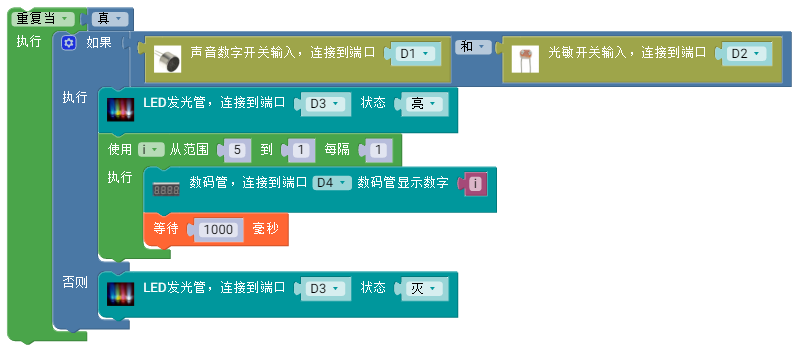 重复当 真
执行 如果 声音数字开关输入，连接到端口 D1 和 光敏开关输入，连接到端口 D2
执行 LED发光管，连接到端口 D3 状态 亮
使用 i 从范围 5 到 1 每隔 1
执行 数码管，连接到端口 D4 数码管显示数字 i
等待 1000 毫秒
否则 LED发光管，连接到端口 D3 状态 灭